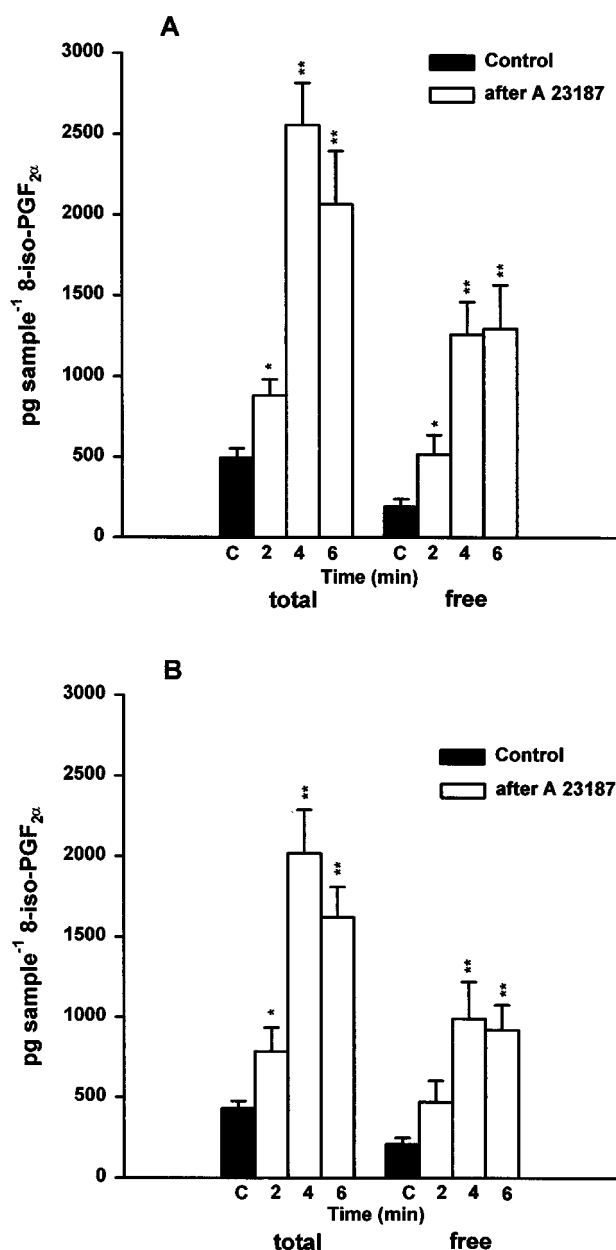 A
3000
2500
2000
1500
1000
500
0
pg sample⁻¹ 8-iso-PGF₂α
Control
after A 23187
**
**
*
**
**
*
C 2 4 6 C 2 4 6
Time (min)
total free
B
3000
2500
2000
1500
1000
500
0
pg sample⁻¹ 8-iso-PGF₂α
Control
after A 23187
**
**
*
**
**
C 2 4 6 C 2 4 6
Time (min)
total free